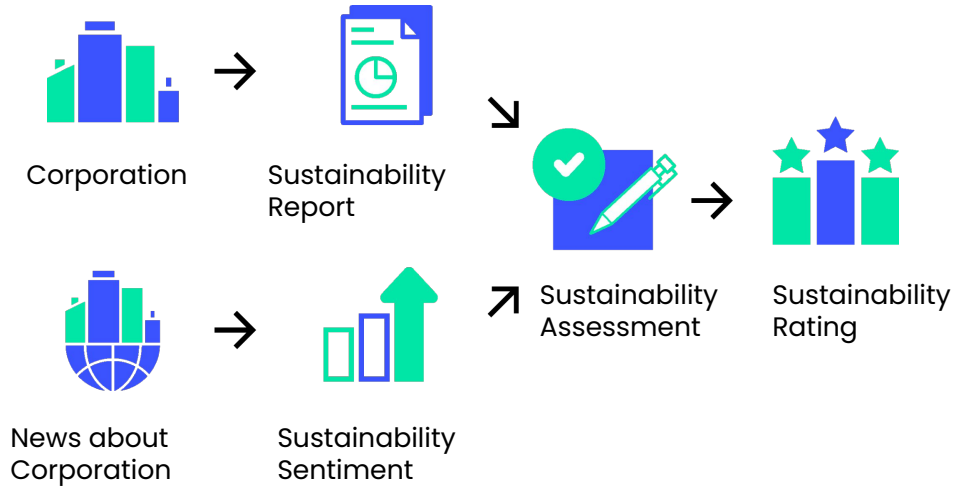 Corporation
Sustainability
Report
Sustainability
Assessment
Sustainability
Rating
News about
Corporation
Sustainability
Sentiment